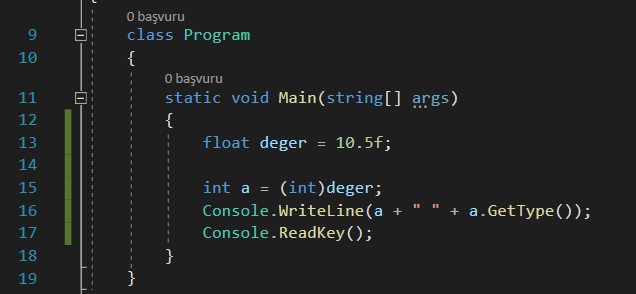 {
0 başvuru
9 class Program
10 {
0 başvuru
11 static void Main(string[] args)
12 {
13 float deger = 10.5f;
14
15 int a = (int)deger;
16 Console.WriteLine(a + " " + a.GetType());
17 Console.ReadKey();
18 }
19 }